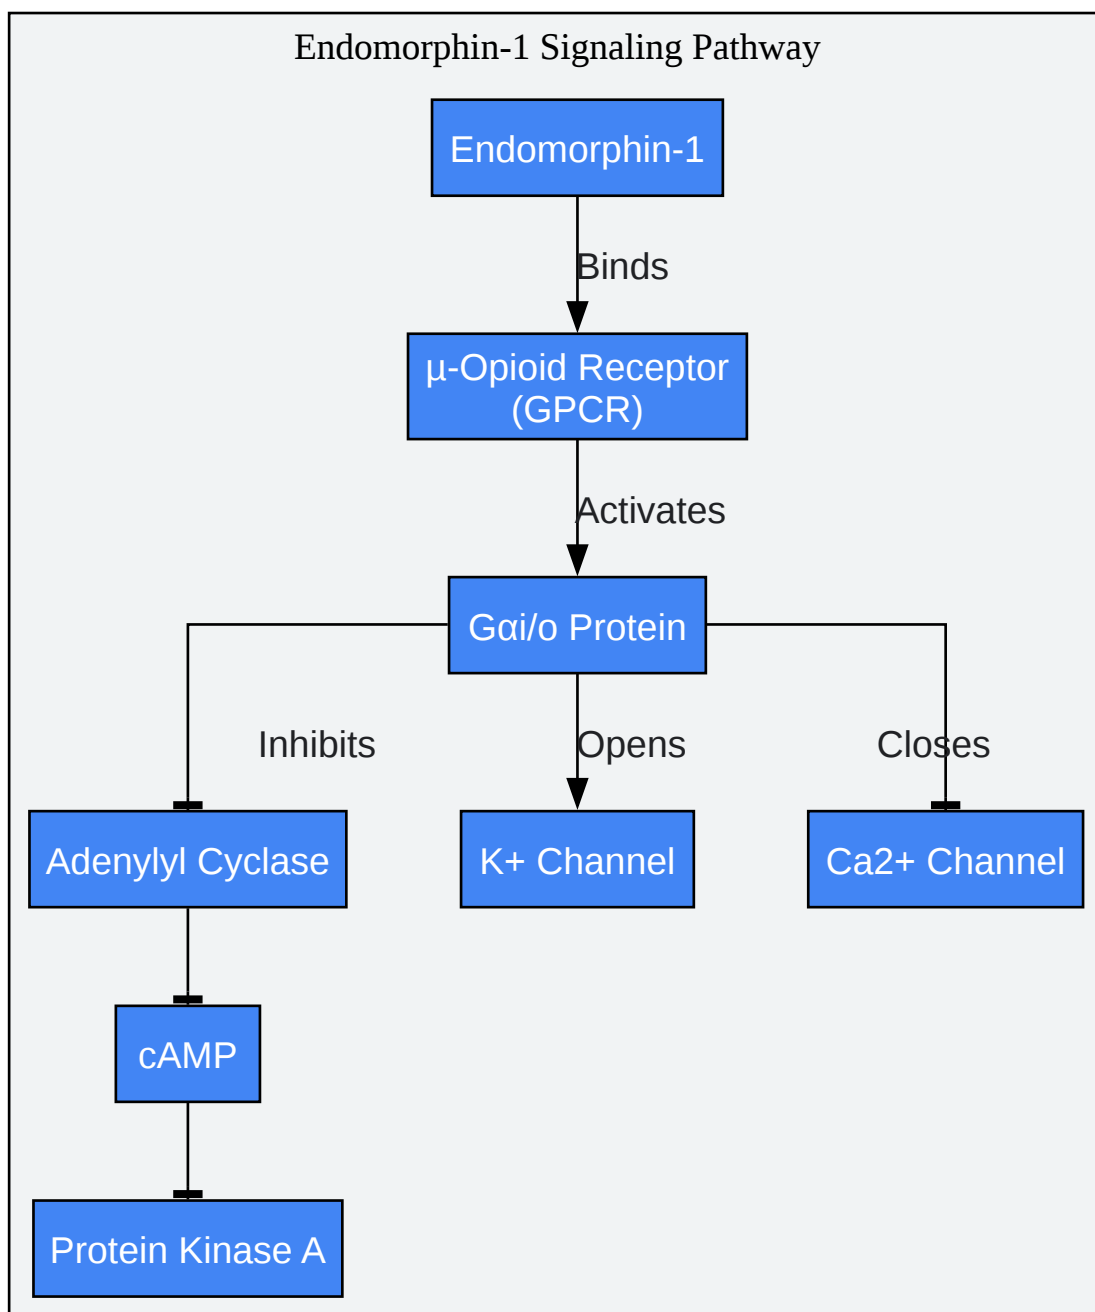 Endomorphin-1 Signaling Pathway
Endomorphin-1
Binds
µ-Opioid Receptor
(GPCR)
Activates
Gαi/o Protein
Inhibits
Opens
Closes
Adenylyl Cyclase
K+ Channel
Ca2+ Channel
cAMP
Protein Kinase A